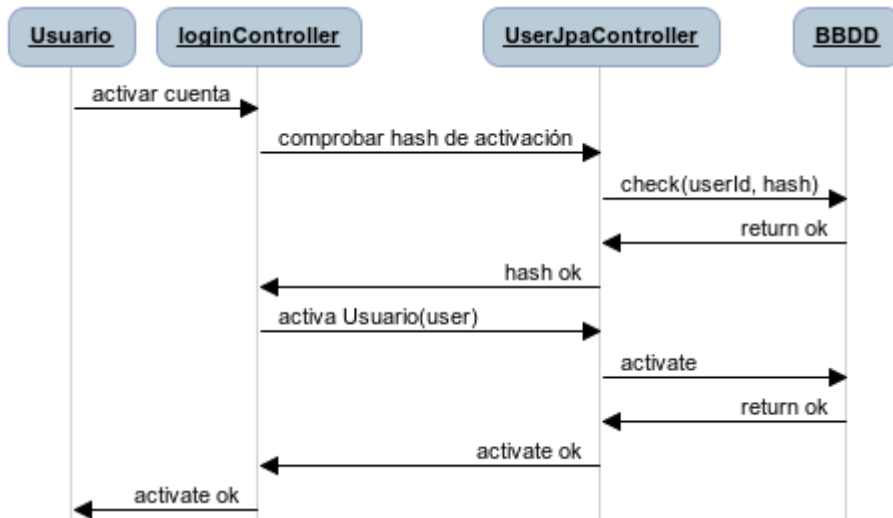 Usuario loginController UserJpaController BBDD
activar cuenta
comprobar hash de activación
check(userId, hash)
return ok
hash ok
activa Usuario(user)
activate
return ok
activate ok
activate ok